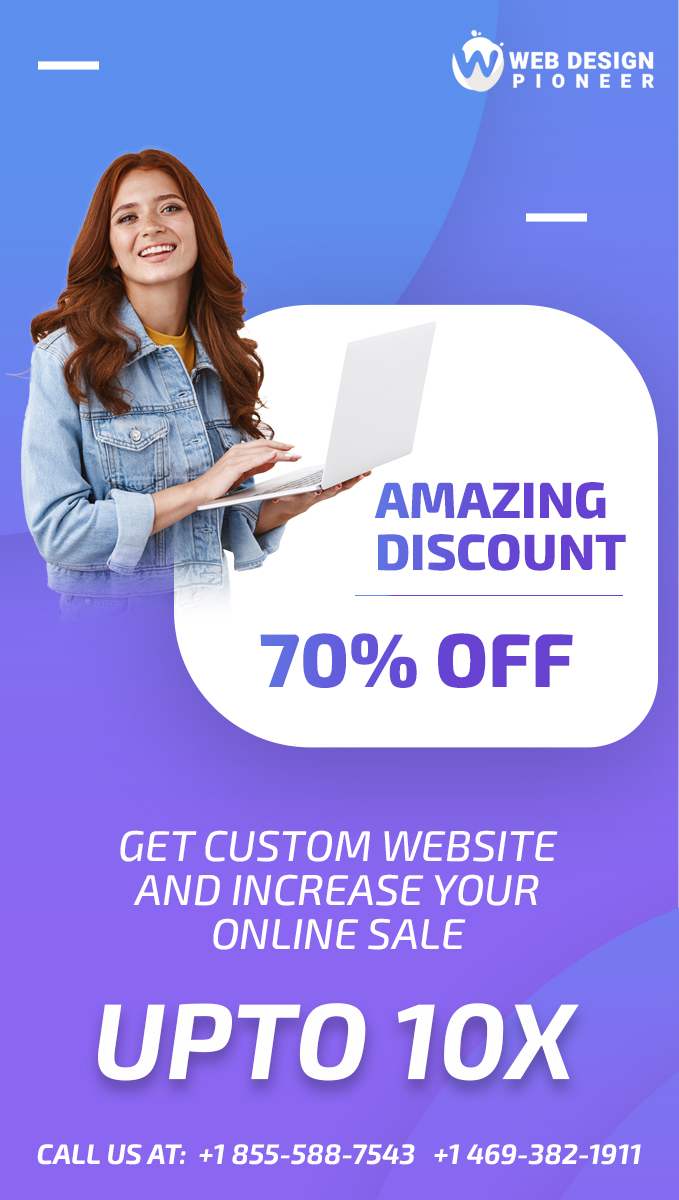 WEB DESIGN
PIONEER
AMAZING
DISCOUNT
70% OFF
GET CUSTOM WEBSITE
AND INCREASE YOUR
ONLINE SALE
UPTO 10X
CALL US AT: +1 855-588-7543 +1 469-382-1911